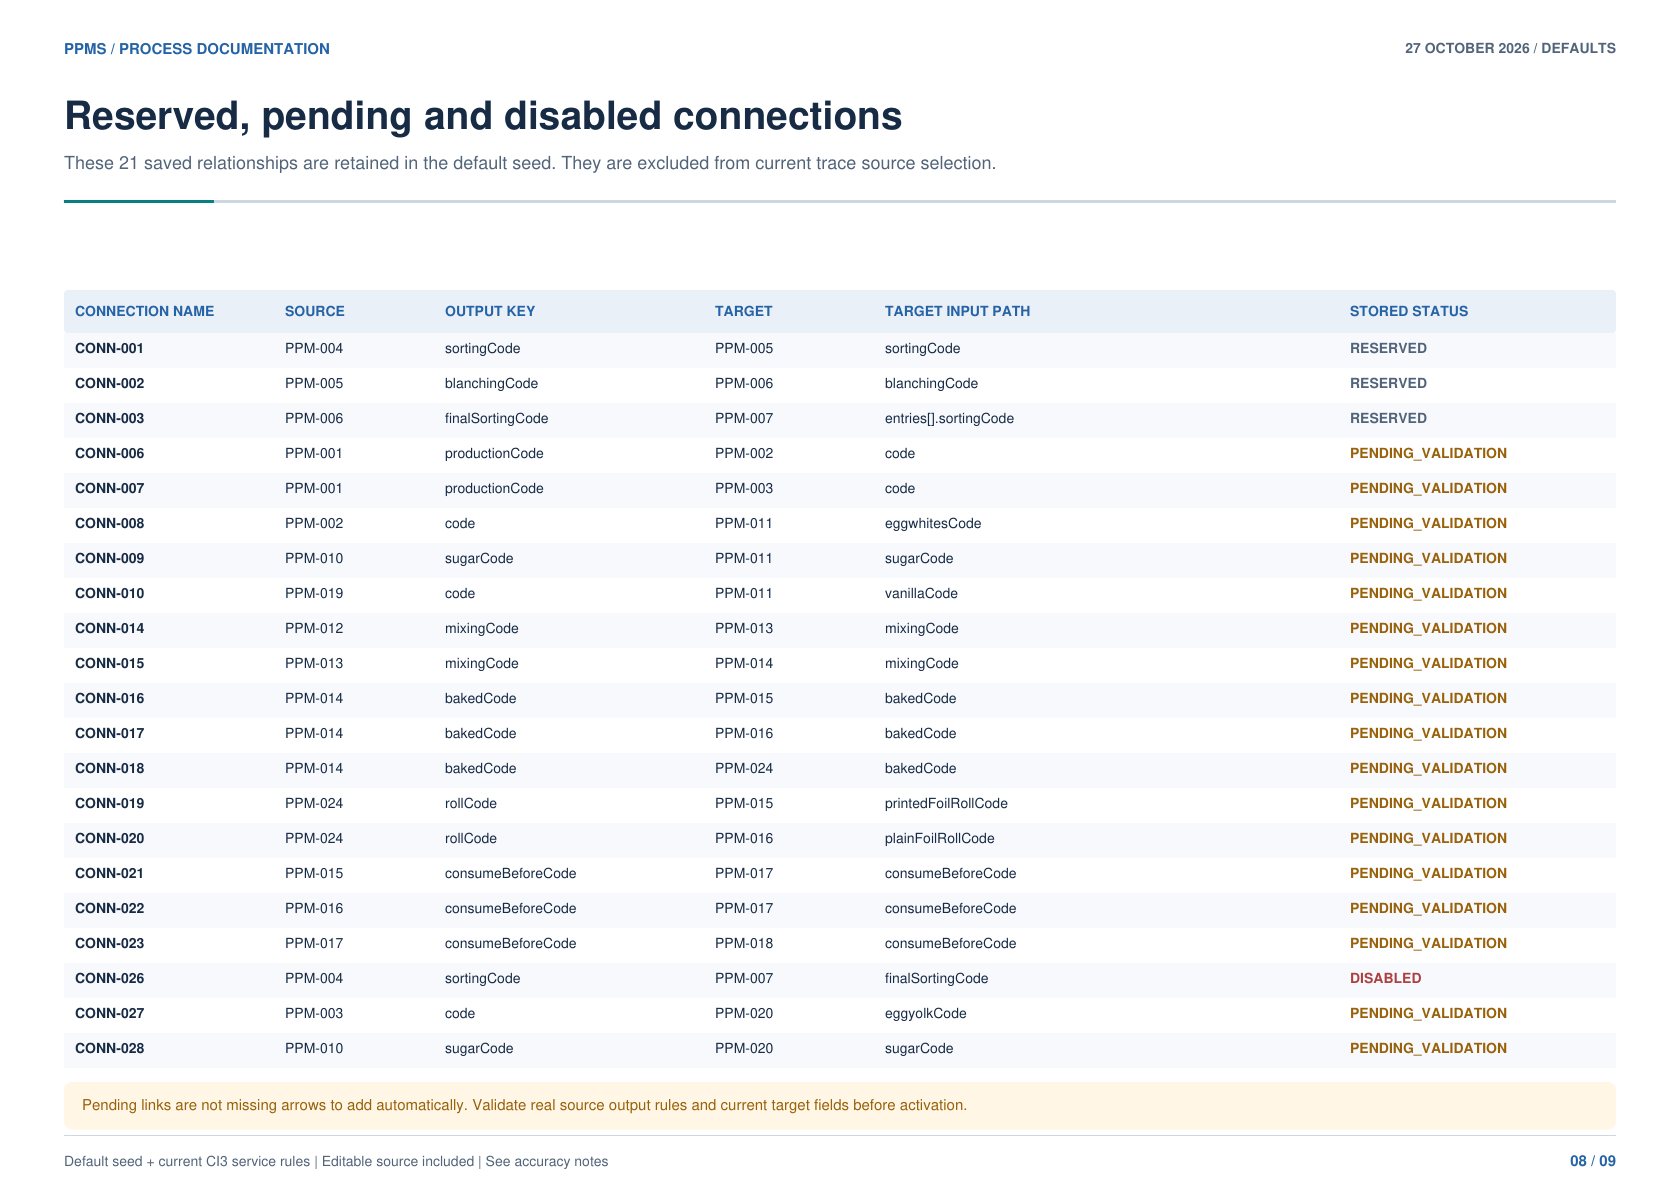 PPMS / PROCESS DOCUMENTATION 27 OCTOBER 2026 / DEFAULTS
Reserved, pending and disabled connections
These 21 saved relationships are retained in the default seed. They are excluded from current trace source selection.
CONNECTION NAME SOURCE OUTPUT KEY TARGET TARGET INPUT PATH STORED STATUS
CONN-001 PPM-004 sortingCode PPM-005 sortingCode RESERVED
CONN-002 PPM-005 blanchingCode PPM-006 blanchingCode RESERVED
CONN-003 PPM-006 finalSortingCode PPM-007 entries[].sortingCode RESERVED
CONN-006 PPM-001 productionCode PPM-002 code PENDING_VALIDATION
CONN-007 PPM-001 productionCode PPM-003 code PENDING_VALIDATION
CONN-008 PPM-002 code PPM-011 eggwhitesCode PENDING_VALIDATION
CONN-009 PPM-010 sugarCode PPM-011 sugarCode PENDING_VALIDATION
CONN-010 PPM-019 code PPM-011 vanillaCode PENDING_VALIDATION
CONN-014 PPM-012 mixingCode PPM-013 mixingCode PENDING_VALIDATION
CONN-015 PPM-013 mixingCode PPM-014 mixingCode PENDING_VALIDATION
CONN-016 PPM-014 bakedCode PPM-015 bakedCode PENDING_VALIDATION
CONN-017 PPM-014 bakedCode PPM-016 bakedCode PENDING_VALIDATION
CONN-018 PPM-014 bakedCode PPM-024 bakedCode PENDING_VALIDATION
CONN-019 PPM-024 rollCode PPM-015 printedFoilRollCode PENDING_VALIDATION
CONN-020 PPM-024 rollCode PPM-016 plainFoilRollCode PENDING_VALIDATION
CONN-021 PPM-015 consumeBeforeCode PPM-017 consumeBeforeCode PENDING_VALIDATION
CONN-022 PPM-016 consumeBeforeCode PPM-017 consumeBeforeCode PENDING_VALIDATION
CONN-023 PPM-017 consumeBeforeCode PPM-018 consumeBeforeCode PENDING_VALIDATION
CONN-026 PPM-004 sortingCode PPM-007 finalSortingCode DISABLED
CONN-027 PPM-003 code PPM-020 eggyolkCode PENDING_VALIDATION
CONN-028 PPM-010 sugarCode PPM-020 sugarCode PENDING_VALIDATION
Pending links are not missing arrows to add automatically. Validate real source output rules and current target fields before activation.
Default seed + current CI3 service rules | Editable source included | See accuracy notes 08 / 09